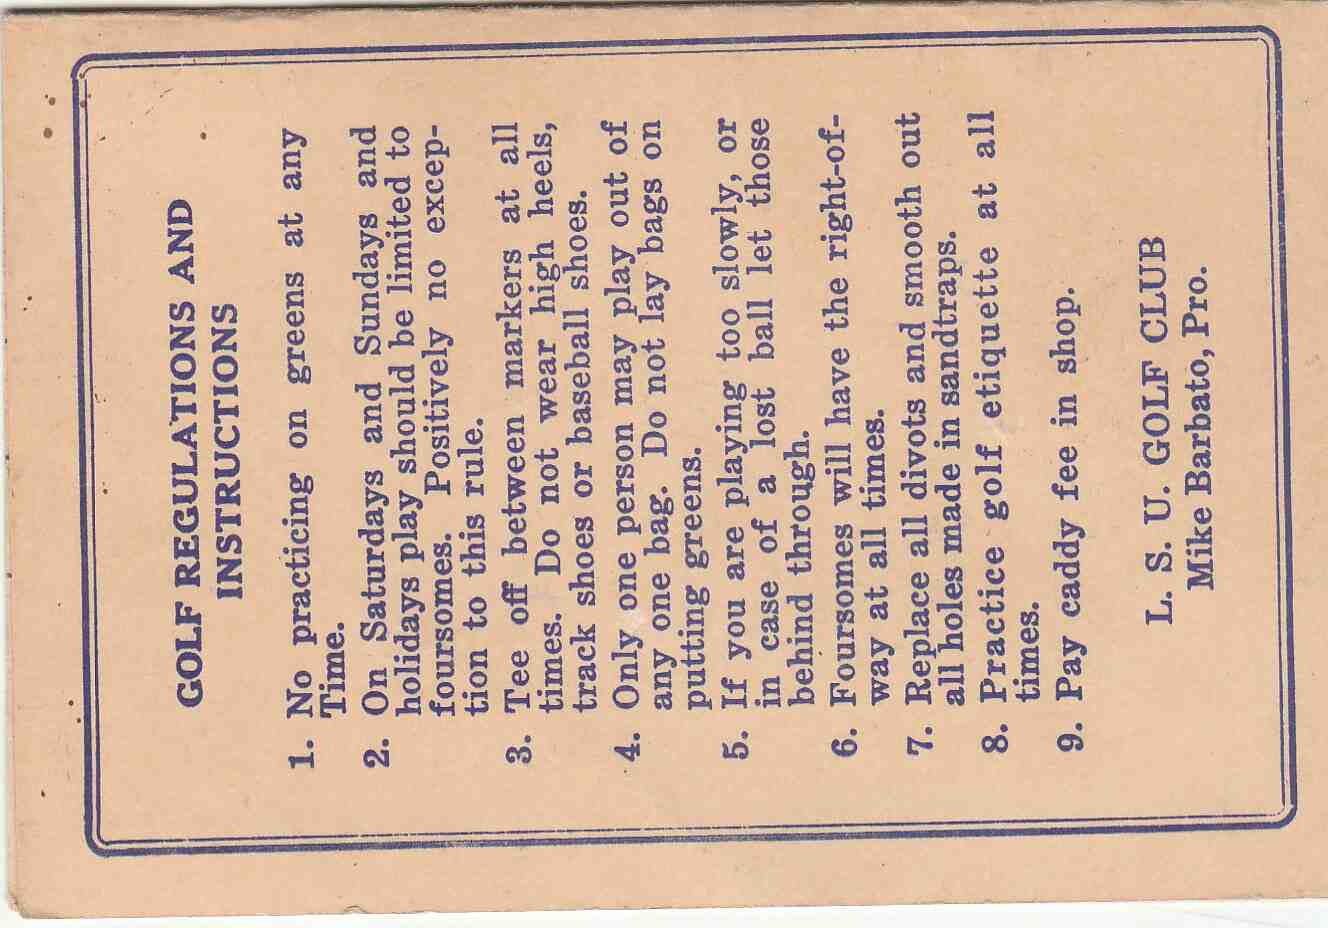 GOLF REGULATIONS AND
INSTRUCTIONS
1. No practicing on greens at any
Time.
2. On Saturdays and Sundays and
holidays play should be limited to
foursomes. Positively no excep-
tion to this rule.
3. Tee off between markers at all
times. Do not wear high heels,
track shoes or baseball shoes.
4. Only one person may play out of
any one bag. Do not lay bags on
putting greens.
5. If you are playing too slowly, or
in case of a lost ball let those
behind through.
6. Foursomes will have the right-of-
way at all times.
7. Replace all divots and smooth out
all holes made in sandtraps.
8. Practice golf etiquette at all
times.
9. Pay caddy fee in shop.
L. S. U. GOLF CLUB
Mike Barbato, Pro.